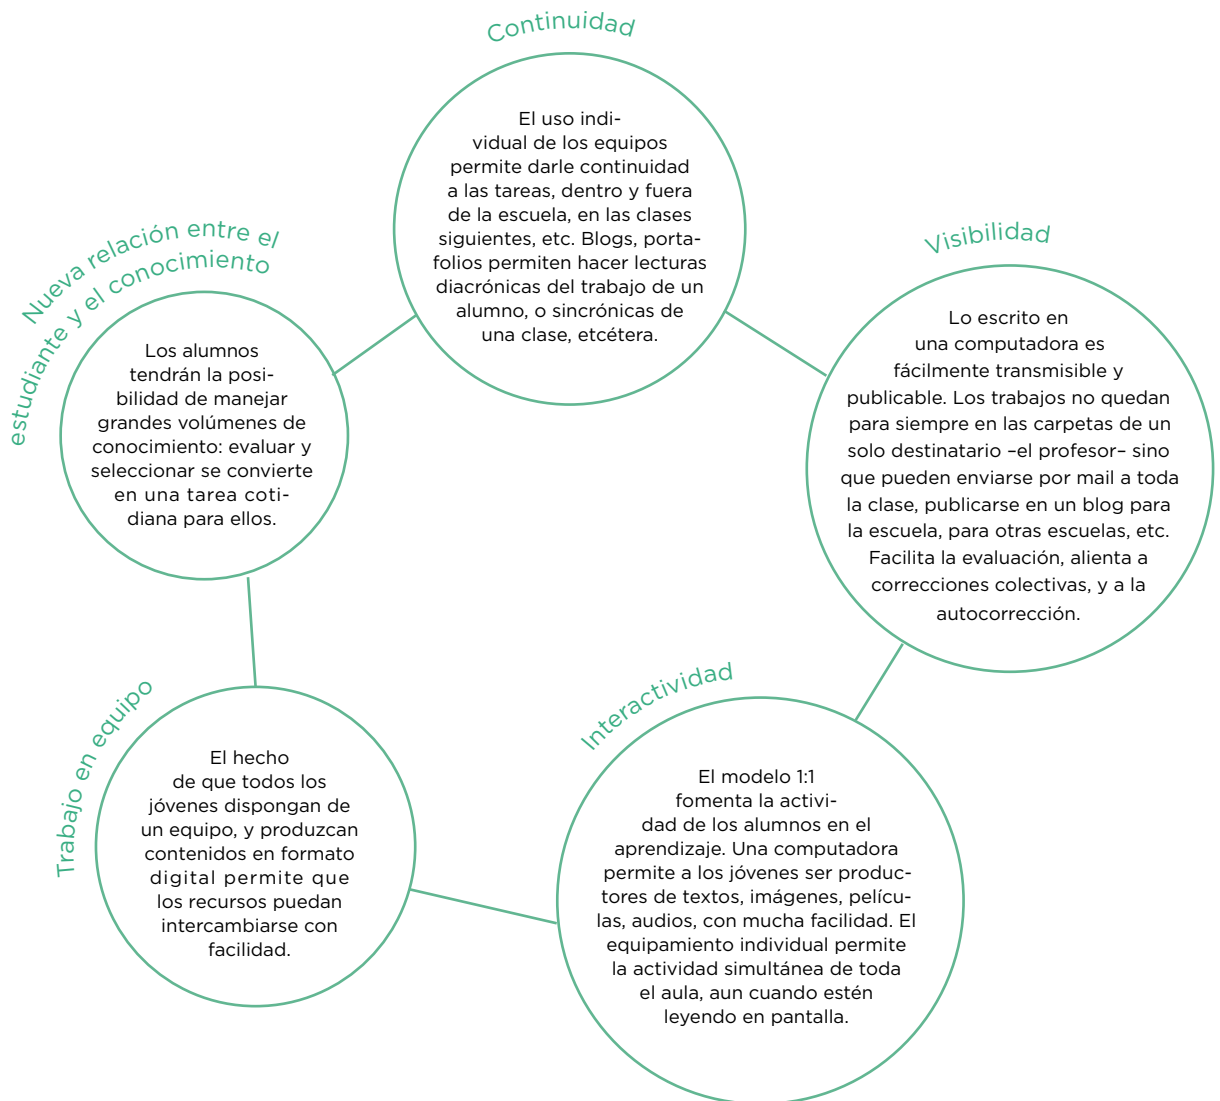 Continuidad
El uso indi-
vidual de los equipos
permite darle continuidad
a las tareas, dentro y fuera
de la escuela, en las clases
siguientes, etc. Blogs, porta-
folios permiten hacer lecturas
diacrónicas del trabajo de un
alumno, o sincrónicas de
una clase, etcétera.
Visibilidad
Lo escrito en
una computadora es
fácilmente transmisible y
publicable. Los trabajos no quedan
para siempre en las carpetas de un
solo destinatario –el profesor– sino
que pueden enviarse por mail a toda
la clase, publicarse en un blog para
la escuela, para otras escuelas, etc.
Facilita la evaluación, alienta a
correcciones colectivas, y a la
autocorrección.
Interactividad
El modelo 1:1
fomenta la activi-
dad de los alumnos en el
aprendizaje. Una computadora
permite a los jóvenes ser produc-
tores de textos, imágenes, pelícu-
las, audios, con mucha facilidad. El
equipamiento individual permite
la actividad simultánea de toda
el aula, aun cuando estén
leyendo en pantalla.
Trabajo en equipo
El hecho
de que todos los
jóvenes dispongan de
un equipo, y produzcan
contenidos en formato
digital permite que
los recursos puedan
intercambiarse con
facilidad.
Nueva relación entre el
estudiante y el conocimiento
Los alumnos
tendrán la posi-
bilidad de manejar
grandes volúmenes de
conocimiento: evaluar y
seleccionar se convierte
en una tarea coti-
diana para ellos.